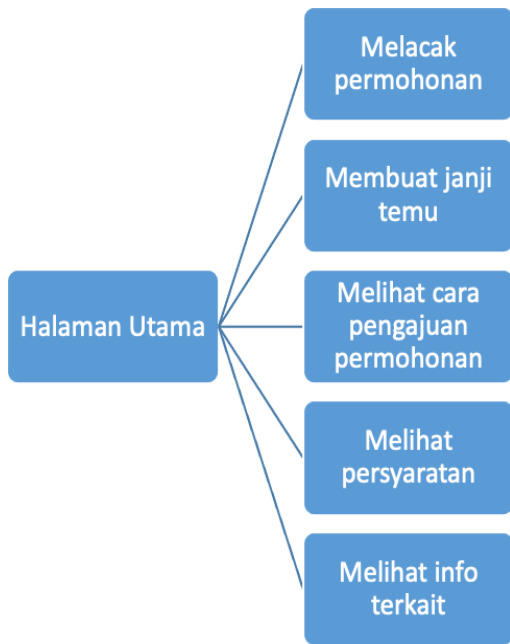 Halaman Utama
Melacak
permohonan
Membuat janji
temu
Melihat cara
pengajuan
permohonan
Melihat
persyaratan
Melihat info
terkait